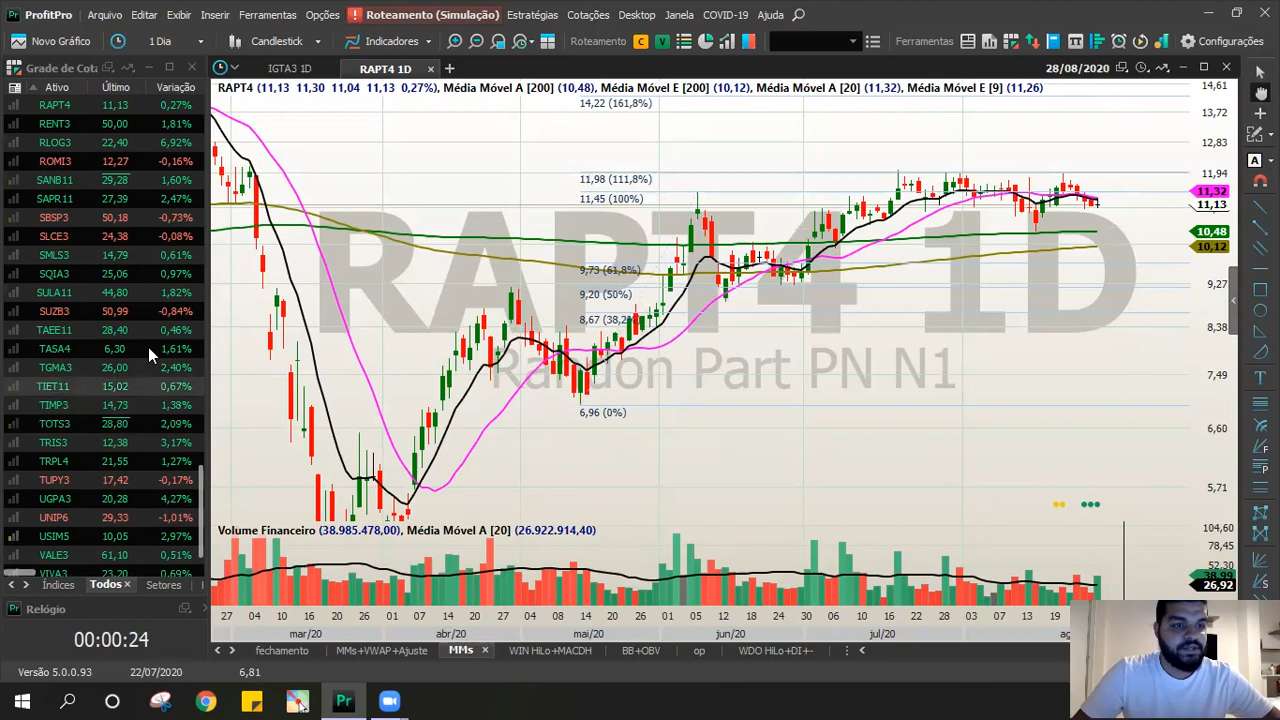 ProfitPro Arquivo Exibir Inserir Ferramentas Opções ! Roteamento (Simulação) Estratégias Cotações Desktop Janela COVID-19 Ajuda
Novo Gráfico 1 Dia Candlestick Indicadores Roteamento C V Ferramentas Configurações
Grade de Cota IGTA3 1D RAPT4 1D × + 28/08/2020
Ativo Último Variação
RAPT4 11,13 0,27%
RENT3 50,00 1,81%
RLOG3 22,40 6,92%
ROMI3 12,27 -0,16%
SANB11 29,28 1,60%
SAPR11 27,39 2,47%
SBSP3 50,18 -0,73%
SLCE3 24,38 -0,08%
SMLS3 14,79 0,61%
SQIA3 25,06 0,97%
SULA11 44,80 1,82%
SUZB3 50,99 -0,84%
TAEE11 28,40 0,46%
TASA4 6,30 1,61%
TGMA3 26,00 2,40%
TIET11 15,02 0,67%
TIMP3 14,73 1,38%
TOTS3 28,80 2,09%
TRIS3 12,38 3,17%
TRPL4 21,55 1,27%
TUPY3 17,42 -0,17%
UGPA3 20,28 4,27%
UNIP6 29,33 -1,01%
USIM5 10,05 2,97%
VALE3 61,10 0,51%
VIVA3 23,20 0,69%
Índices Todos × Setores
Relógio
00:00:24
Versão 5.0.0.93 22/07/2020 6,81
RAPT4 (11,13 11,30 11,04 11,13 0,27%), Média Móvel A [200] (10,48), Média Móvel E [200] (10,12), Média Móvel A [20] (11,32), Média Móvel E [9] (11,26)
14,22 (161,8%)
11,98 (111,8%)
11,45 (100%)
9,73 (61,8%)
9,20 (50%)
8,67 (38,2%)
6,96 (0%)
RAPT4 1D
Randon Part PN N1
14,61
13,72
12,83
11,94
11,32
11,13
10,48
10,12
9,27
8,38
7,49
6,60
5,71
Volume Financeiro (38.985.478,00), Média Móvel A [20] (26.922.914,40)
104,60
78,45
52,30
38,99
26,92
27 04 10 16 20 26 01 07 14 20 27 04 08 14 20 26 01 05 12 18 24 30 06 10 16 22 28 03 07 13 19
mar/20 abr/20 mai/20 jun/20 jul/20 ag
fechamento MMs+VWAP+Ajuste MMs × WIN HiLo+MACDH BB+OBV op WDO HiLo+DI+-